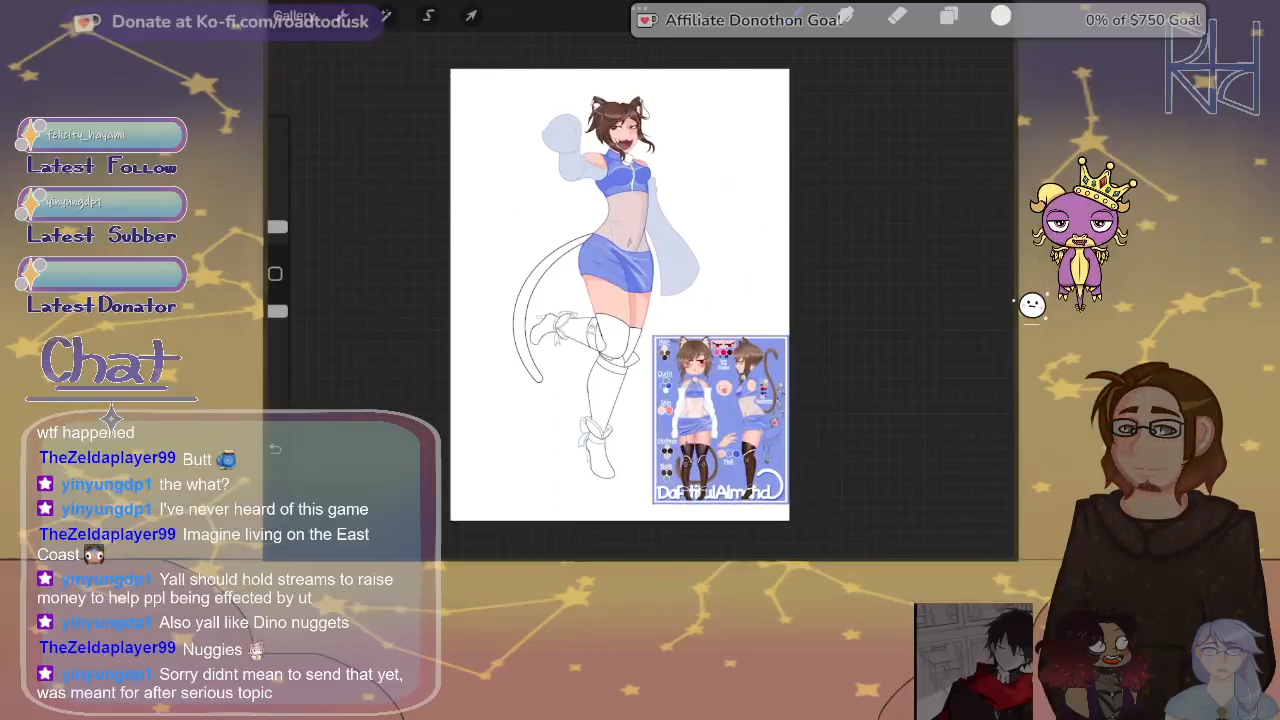 Donate at Ko-fi.com/roadtodusk
Gallery
Affiliate Donothon Goal
0% of $750 Goal
felicity_hayami
Latest Follow
yinyungdp1
Latest Subber
Latest Donator
Chat
wtf happened
TheZeldaplayer99 Butt
yinyungdp1 the what?
yinyungdp1 I've never heard of this game
TheZeldaplayer99 Imagine living on the East
Coast
yinyungdp1 Yall should hold streams to raise
money to help ppl being effected by ut
yinyungdp1 Also yall like Dino nuggets
TheZeldaplayer99 Nuggies
yinyungdp1 Sorry didnt mean to send that yet,
was meant for after serious topic
Outfit
Skin